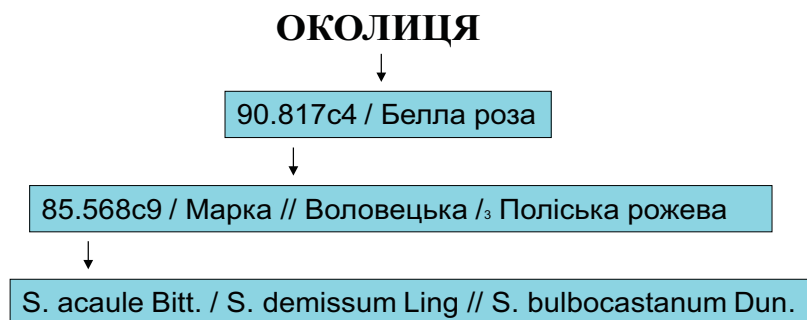 ОКОЛИЦЯ
90.817с4 / Белла роза
85.568с9 / Марка // Воловецька /₃ Поліська рожева
S. acaule Bitt. / S. demissum Ling // S. bulbocastanum Dun.